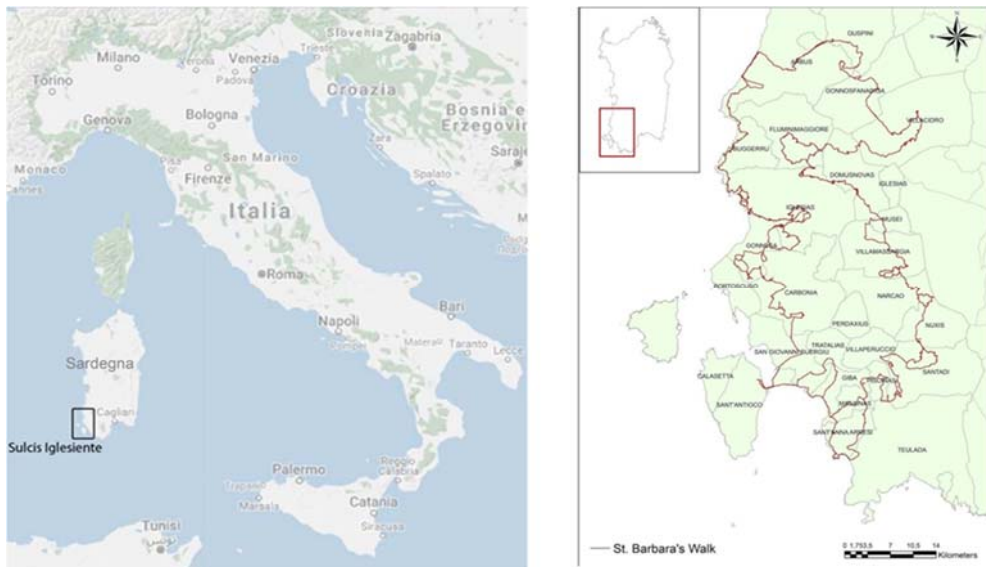 Slovenia
Zagabria
Milano
Verona
Venezia
Trieste
Torino
Padova
Croazia
Bologna
Genova
Bosnia e
Erzegovin
San Marino
Zara
Monaco
Cannes
Pisa
Firenze
Spalato
Saraje
Italia
Roma
Bari
Napoli
Pompei
Matera
Taranto
Lecce
Sardegna
Cagliari
Sulcis Iglesiente
Reggio
Calabria
Palermo
Trapani
Marsala
Catania
Siracusa
Tunisi
تونس
GUSPINI
ARBUS
GONNOSFANADIGA
VILLACIDRO
FLUMINIMAGGIORE
BUGGERRU
DOMUSNOVAS
IGLESIAS
IGLESIAS
MUSEI
GONNESA
VILLAMASSARGIA
PORTOSCUSO
CARBONIA
NARCAO
PERDAXIUS
NUXIS
TRATALIAS
SAN GIOVANNI SUERGIU
VILLAPERUCCIO
SANTADI
CALASETTA
GIBA
PISCINAS
SANT'ANTIOCO
MASAINAS
SANT'ANNA ARRESI
TEULADA
St. Barbara's Walk
0 1,753,5 7 10,5 14
Kilometers